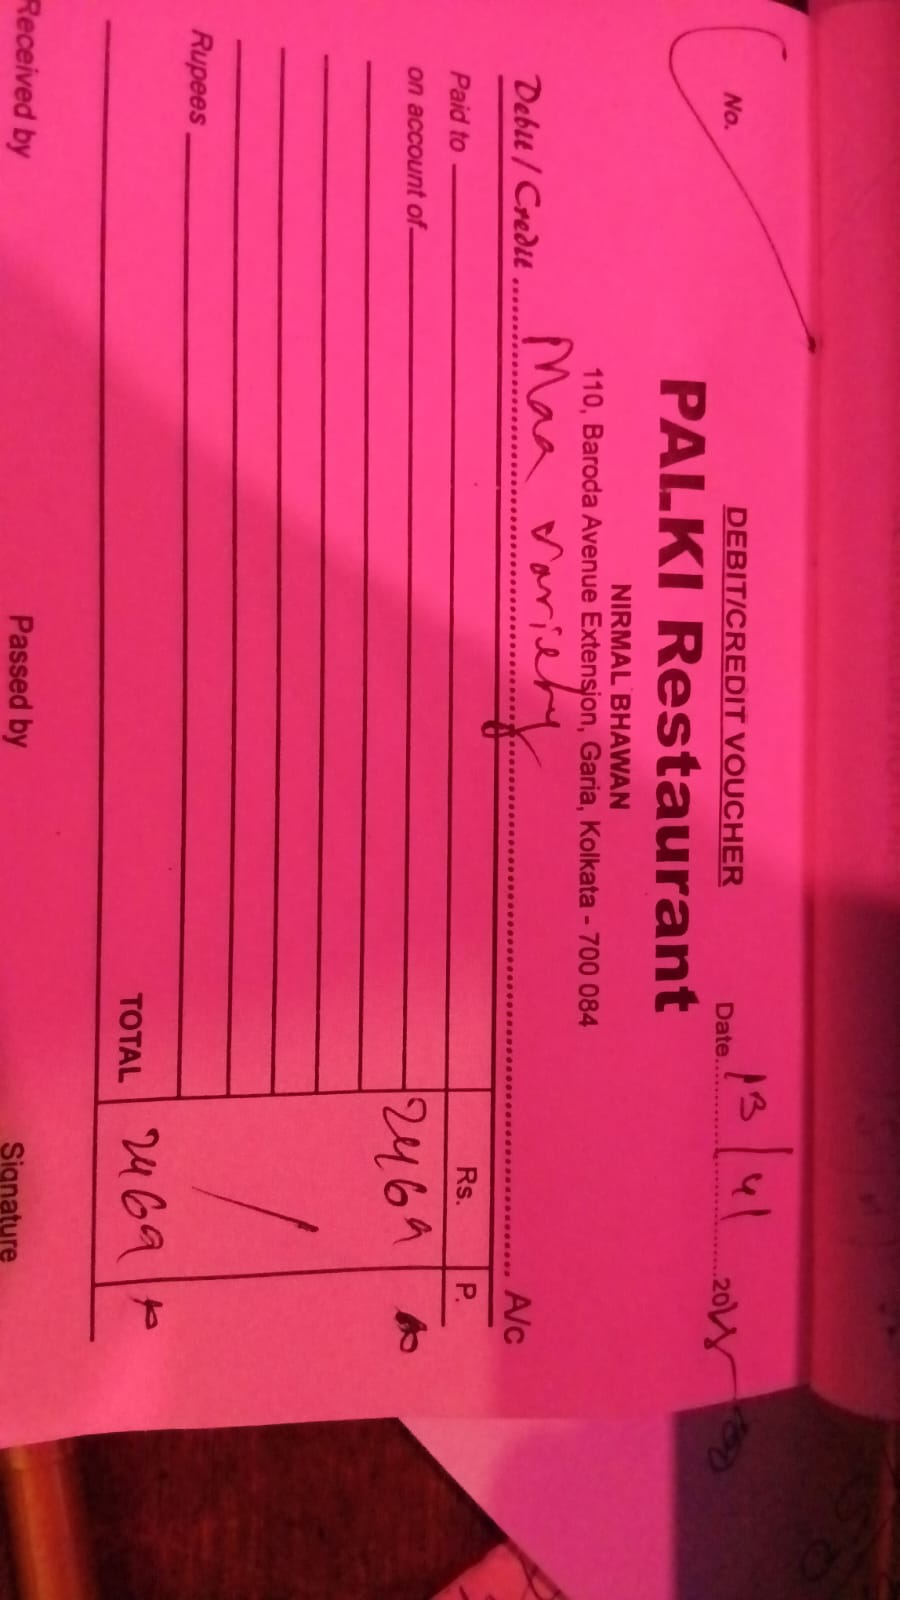 DEBIT/CREDIT VOUCHER
No.
Date 13/4/20
PALKI Restaurant
NIRMAL BHAWAN
110, Baroda Avenue Extension, Garia, Kolkata - 700 084
Debit / Credit Maa variety A/c
Paid to
Rs. P.
on account of 2469
Rupees
TOTAL 2469
Received by Passed by Signature